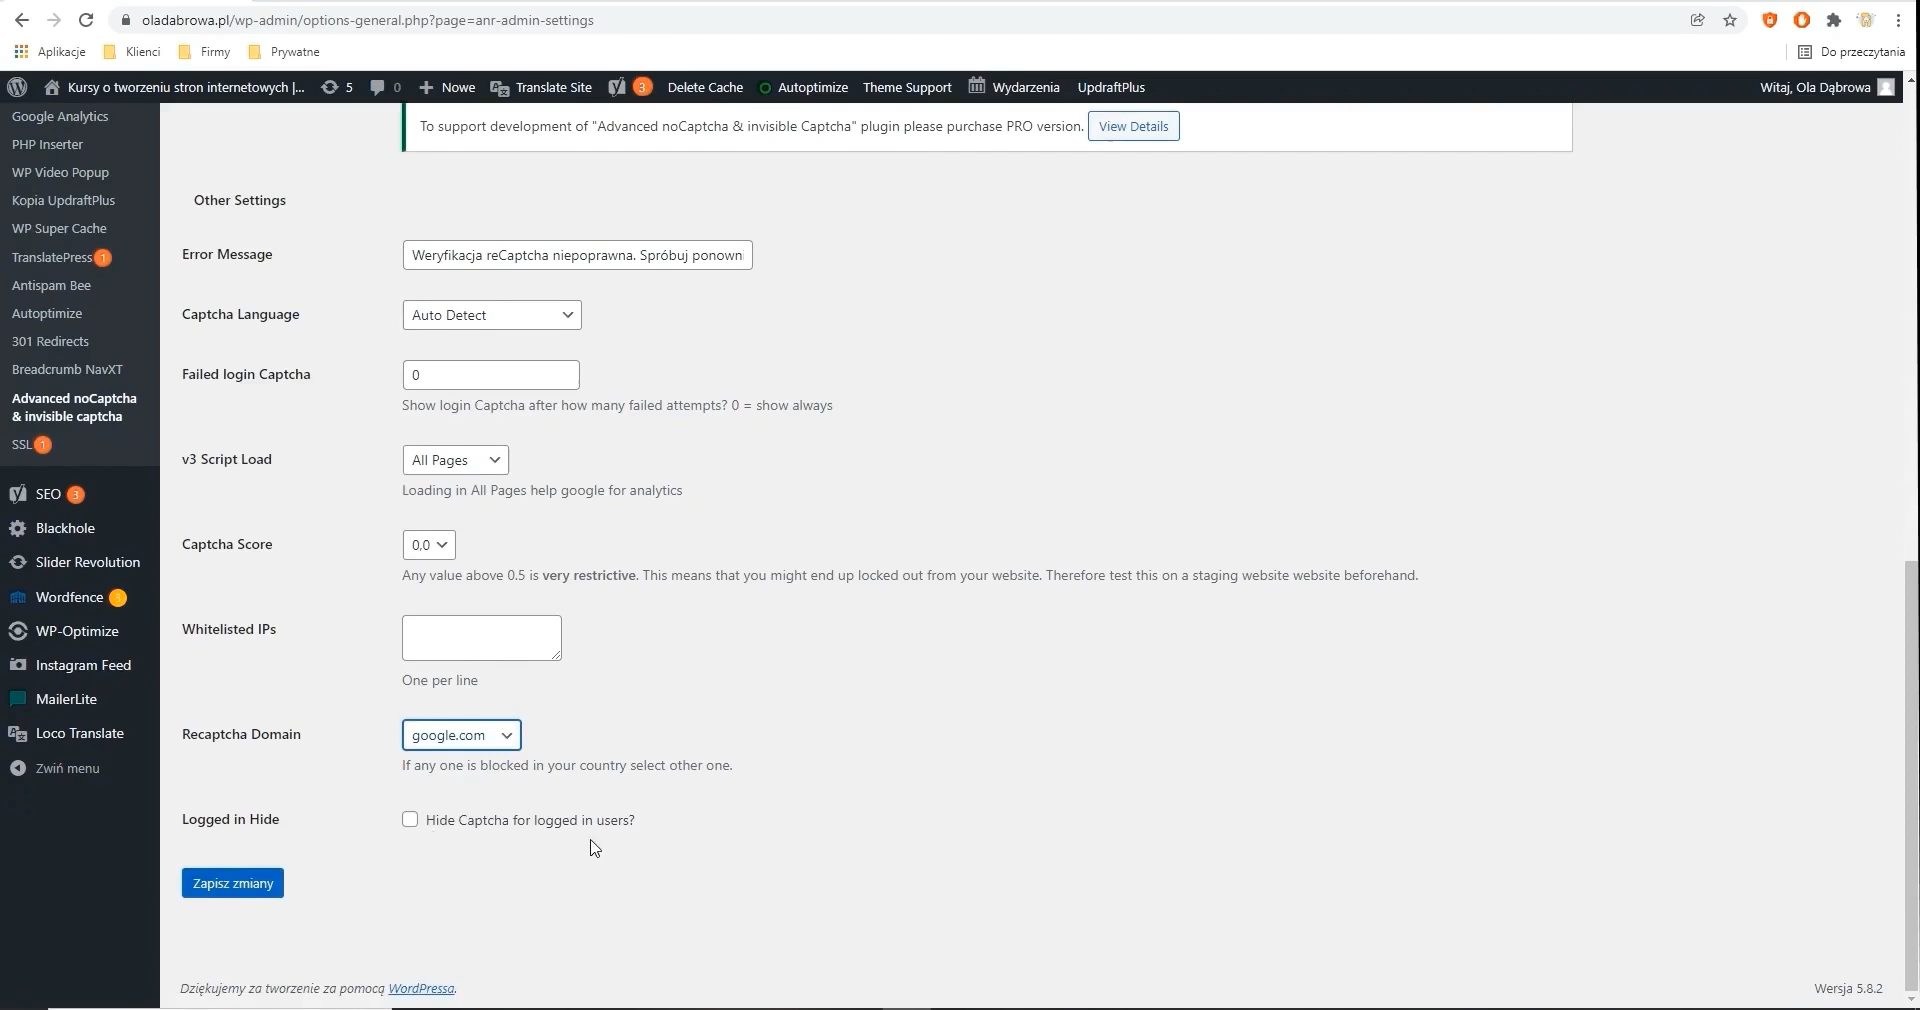 oladabrowa.pl/wp-admin/options-general.php?page=anr-admin-settings
Aplikacje Klienci Firmy Prywatne Do przeczytania
Kursy o tworzeniu stron internetowych |... 5 0 Nowe Translate Site 3 Delete Cache Autoptimize Theme Support Wydarzenia UpdraftPlus Witaj, Ola Dąbrowa
Google Analytics
PHP Inserter
WP Video Popup
Kopia UpdraftPlus
WP Super Cache
TranslatePress 1
Antispam Bee
Autoptimize
301 Redirects
Breadcrumb NavXT
Advanced noCaptcha
& invisible captcha
SSL 1
SEO 3
Blackhole
Slider Revolution
Wordfence 5
WP-Optimize
Instagram Feed
MailerLite
Loco Translate
Zwiń menu
To support development of "Advanced noCaptcha & invisible Captcha" plugin please purchase PRO version. View Details
Other Settings
Error Message Weryfikacja reCaptcha niepoprawna. Spróbuj ponowni
Captcha Language Auto Detect
Failed login Captcha 0
Show login Captcha after how many failed attempts? 0 = show always
v3 Script Load All Pages
Loading in All Pages help google for analytics
Captcha Score 0,0
Any value above 0.5 is very restrictive. This means that you might end up locked out from your website. Therefore test this on a staging website website beforehand.
Whitelisted IPs
One per line
Recaptcha Domain google.com
If any one is blocked in your country select other one.
Logged in Hide Hide Captcha for logged in users?
Zapisz zmiany
Dziękujemy za tworzenie za pomocą WordPressa. Wersja 5.8.2